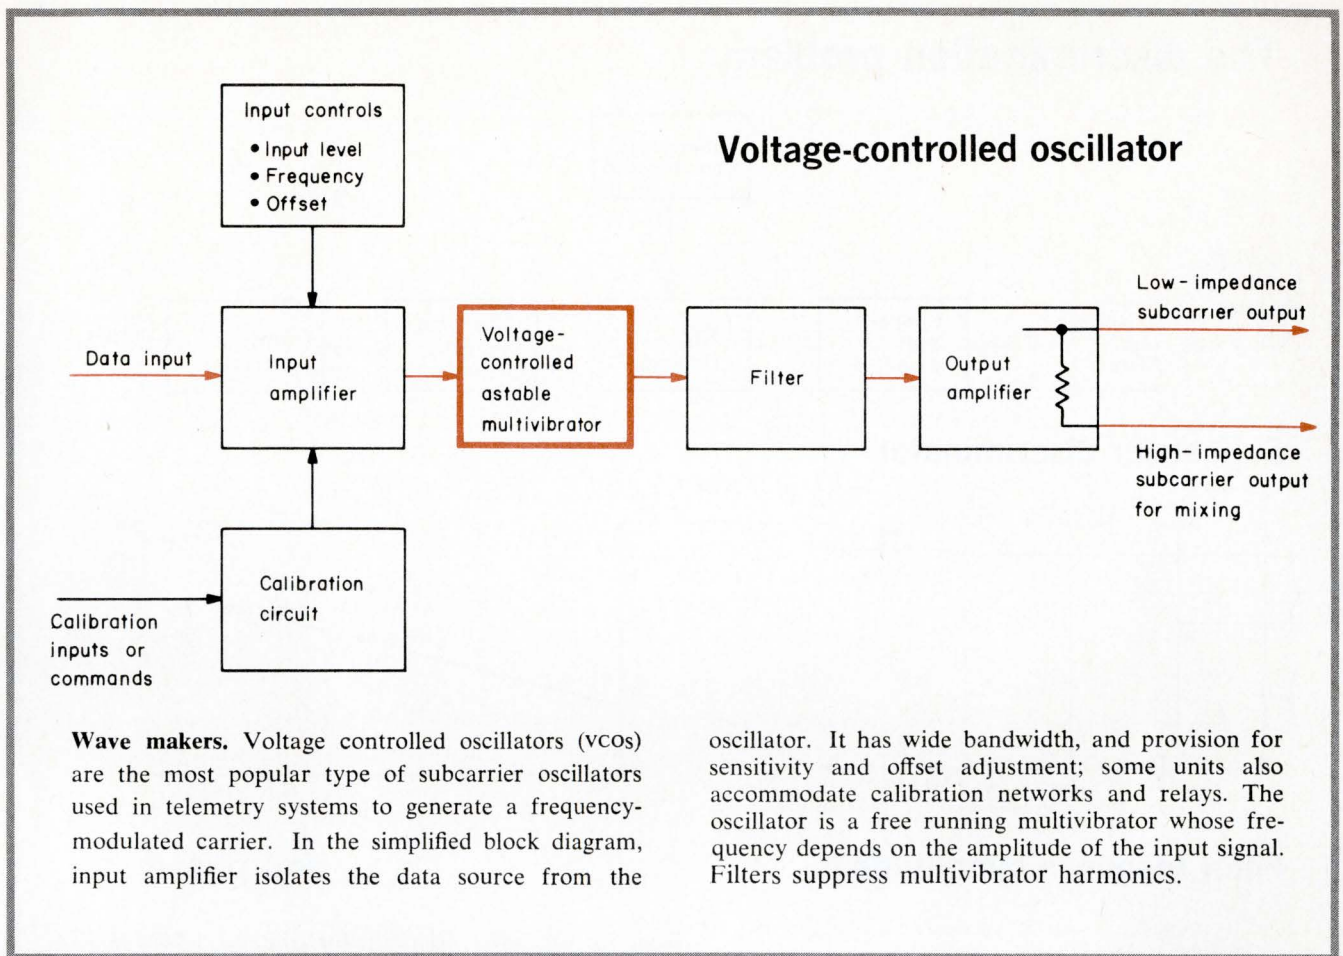 Voltage-controlled oscillator
Input controls
• Input level
• Frequency
• Offset
Data input
Input
amplifier
Voltage-
controlled
astable
multivibrator
Filter
Output
amplifier
Low-impedance
subcarrier output
High-impedance
subcarrier output
for mixing
Calibration
circuit
Calibration
inputs or
commands
Wave makers. Voltage controlled oscillators (VCOs)
are the most popular type of subcarrier oscillators
used in telemetry systems to generate a frequency-
modulated carrier. In the simplified block diagram,
input amplifier isolates the data source from the
oscillator. It has wide bandwidth, and provision for
sensitivity and offset adjustment; some units also
accommodate calibration networks and relays. The
oscillator is a free running multivibrator whose fre-
quency depends on the amplitude of the input signal.
Filters suppress multivibrator harmonics.